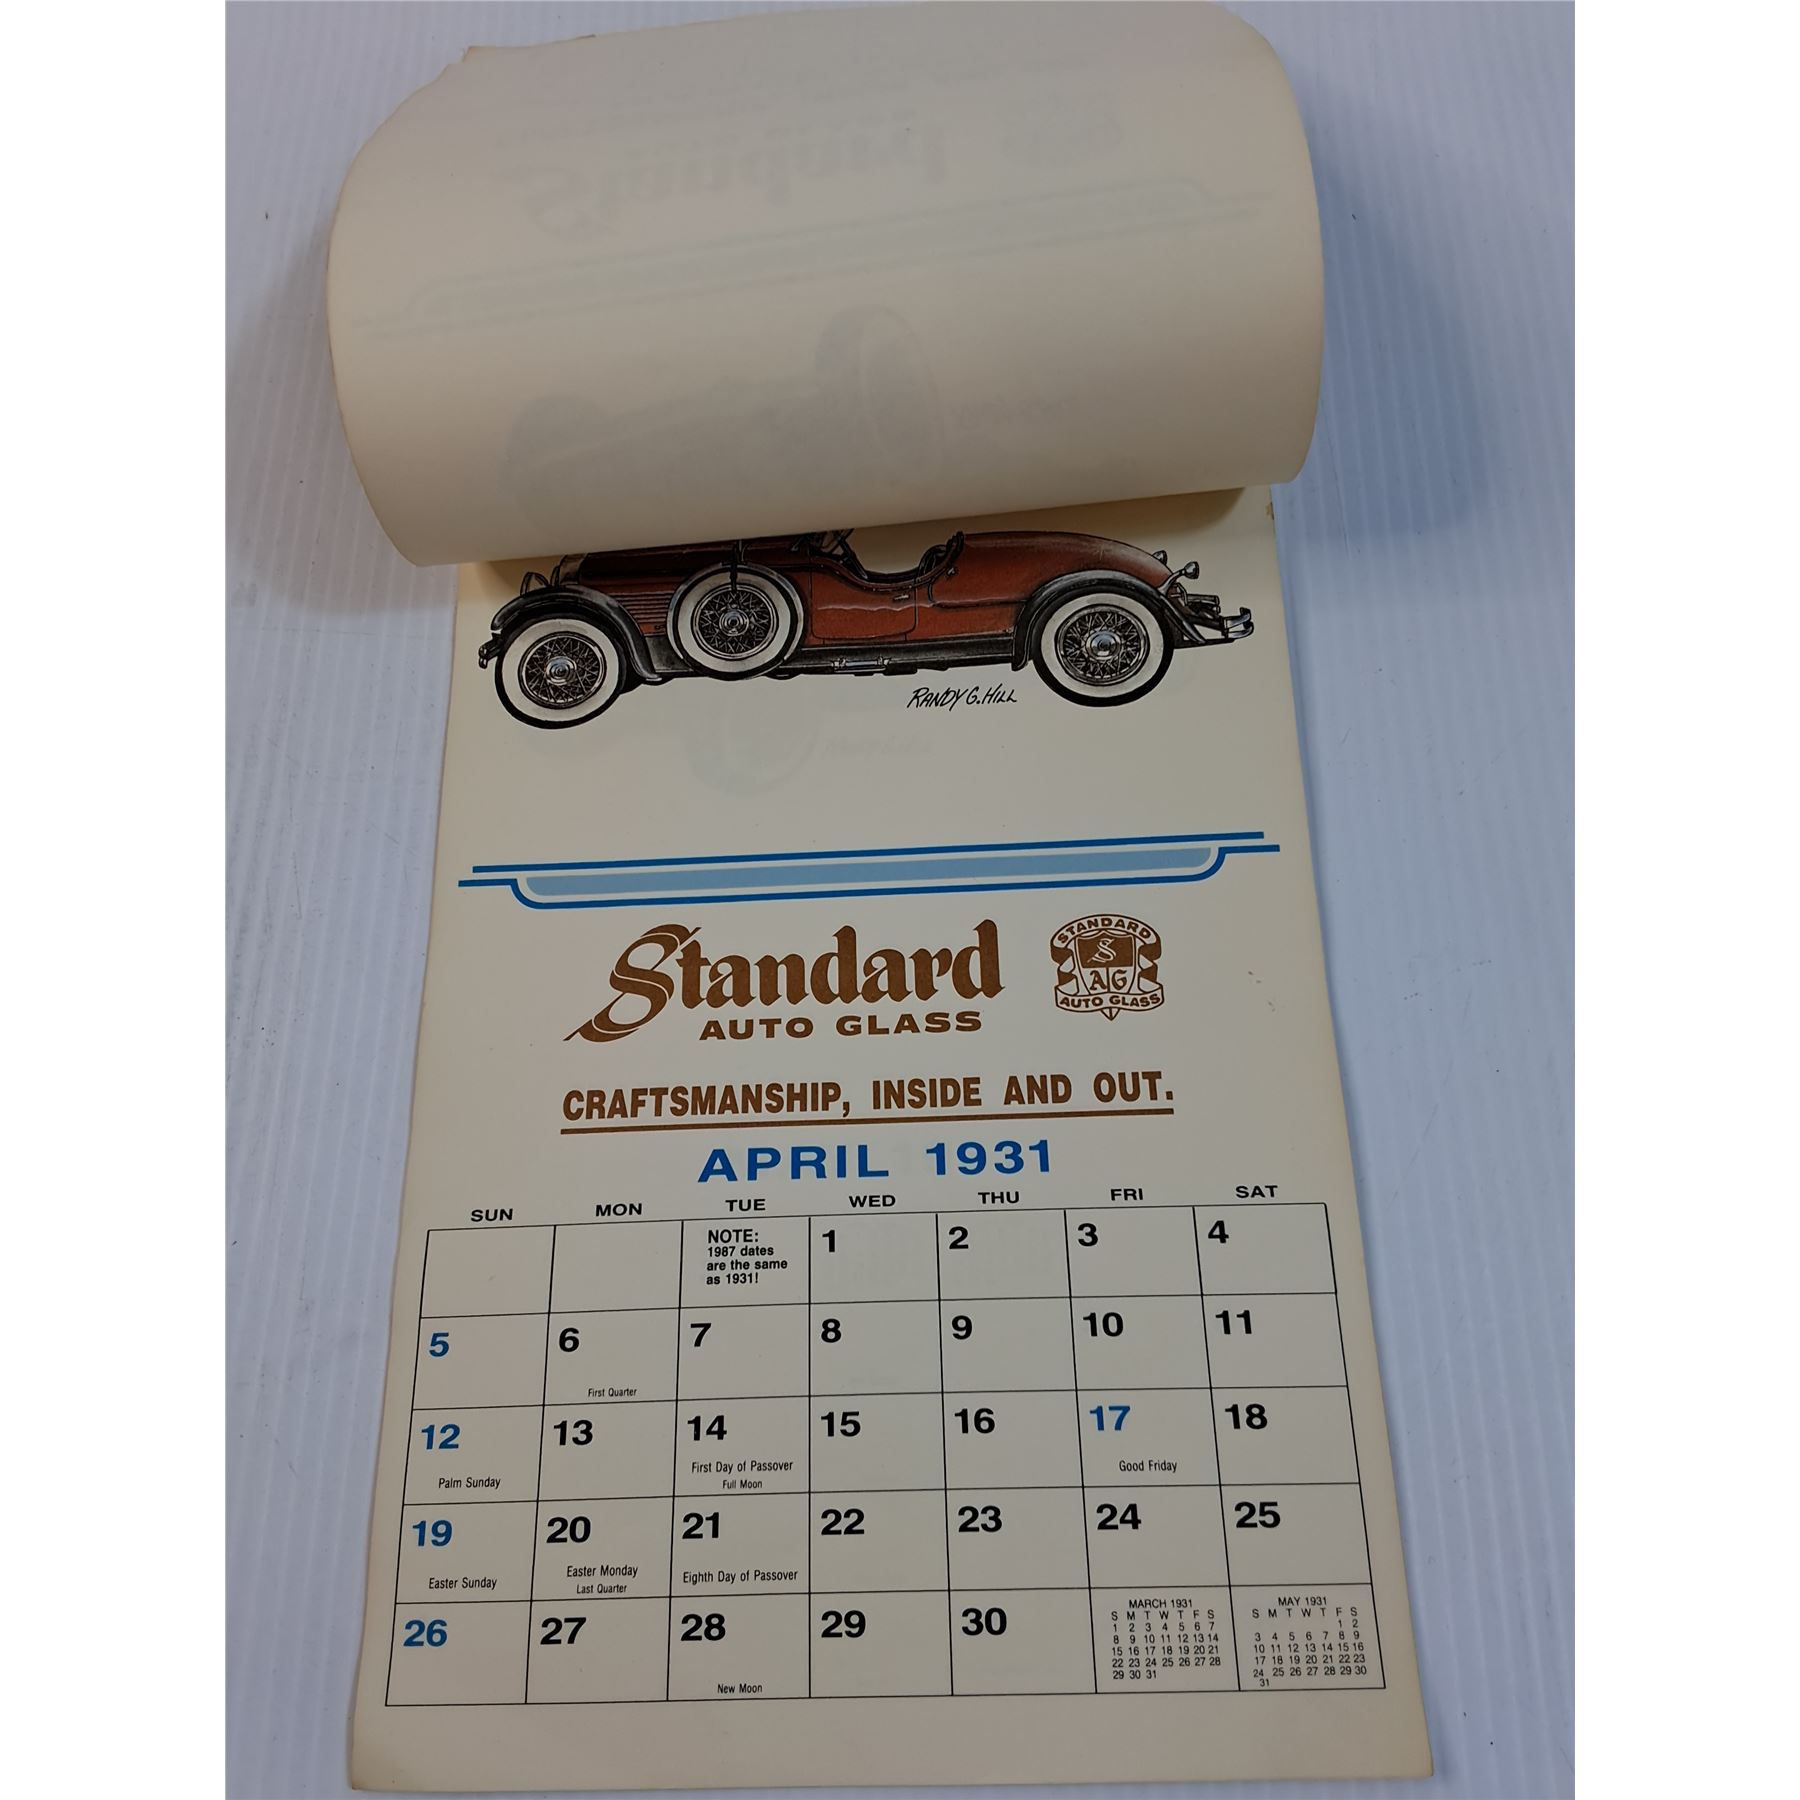 RANDY G. HILL
Standard
AUTO GLASS
STANDARD
S
A G
AUTO GLASS
CRAFTSMANSHIP, INSIDE AND OUT.
APRIL 1931
SUN MON TUE WED THU FRI SAT
NOTE:
1987 dates
are the same
as 1931!
1 2 3 4
5 6 7 8 9 10 11
First Quarter
12 13 14 15 16 17 18
Palm Sunday
First Day of Passover
Full Moon
Good Friday
19 20 21 22 23 24 25
Easter Sunday
Easter Monday
Last Quarter
Eighth Day of Passover
26 27 28 29 30
New Moon
MARCH 1931
S M T W T F S
1 2 3 4 5 6 7
8 9 10 11 12 13 14
15 16 17 18 19 20 21
22 23 24 25 26 27 28
29 30 31
MAY 1931
S M T W T F S
1 2
3 4 5 6 7 8 9
10 11 12 13 14 15 16
17 18 19 20 21 22 23
24 25 26 27 28 29 30
31